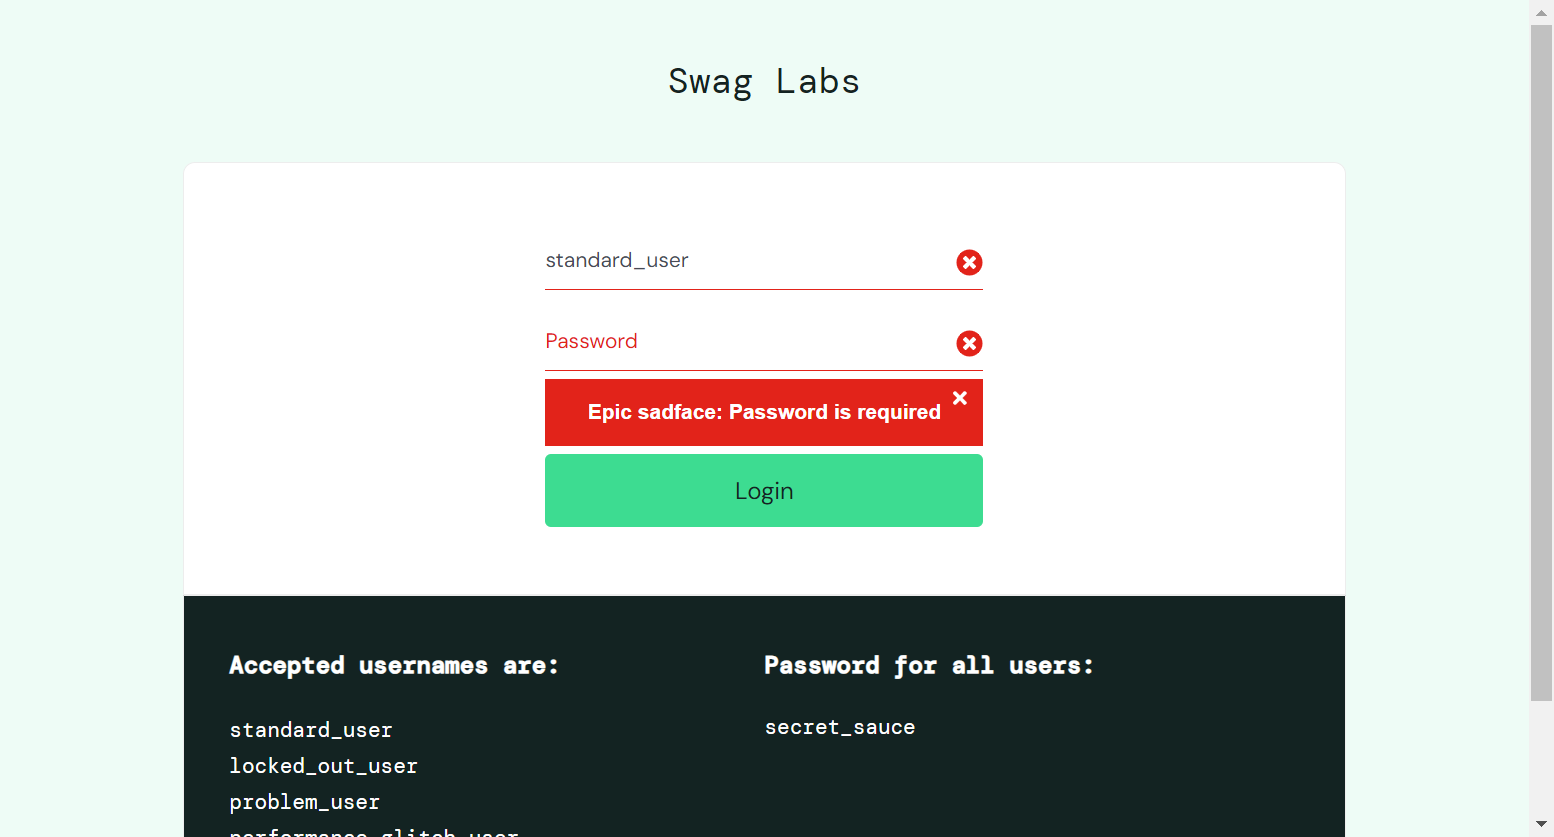 Swag Labs
standard_user
Password
Epic sadface: Password is required
Login
Accepted usernames are:
standard_user
locked_out_user
problem_user
performance_glitch_user
Password for all users:
secret_sauce